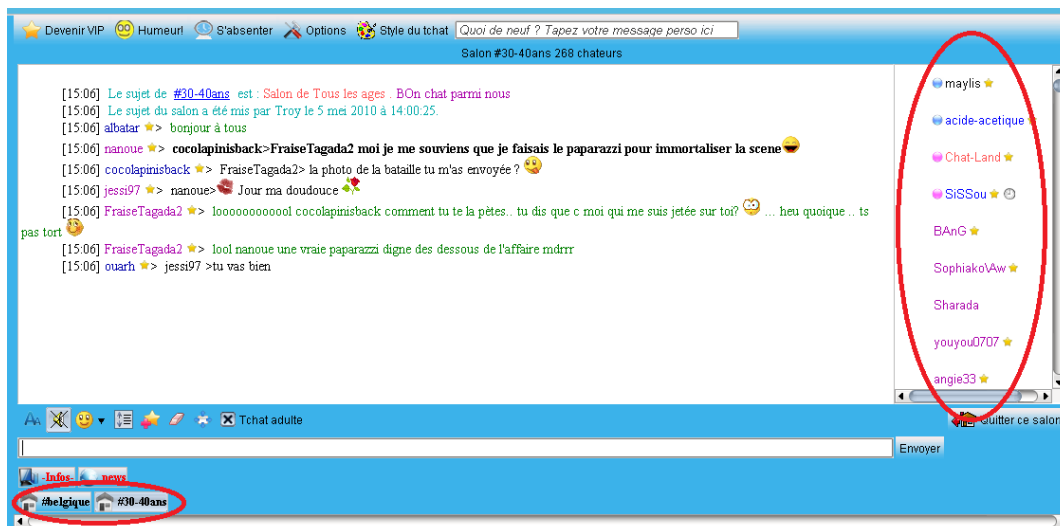 Devenir VIP Humeur! S'absenter Options Style du tchat Quoi de neuf ? Tapez votre message perso ici
Salon #30-40ans 268 chateurs
[15:06] Le sujet de #30-40ans est : Salon de Tous les ages . BOn chat parmi nous
[15:06] Le sujet du salon a été mis par Troy le 5 mei 2010 à 14:00:25.
[15:06] albatar > bonjour à tous
[15:06] nanoue > cocolapinisback>FraiseTagada2 moi je me souviens que je faisais le paparazzi pour immortaliser la scene
[15:06] cocolapinisback > FraiseTagada2> la photo de la bataille tu m'as envoyée ?
[15:06] jessi97 > nanoue> Jour ma doudouce
[15:06] FraiseTagada2 > looooooooool cocolapinisback comment tu te la pètes.. tu dis que c moi qui me suis jetée sur toi? ... heu quoique .. ts
pas tort
[15:06] FraiseTagada2 > lool nanoue une vraie paparazzi digne des dessous de l'affaire mdrrr
[15:06] ouarh > jessi97 >tu vas bien
maylis
acide-acetique
Chat-Land
SiSSou
BAnG
Sophiako\Aw
Sharada
youyou0707
angie33
AA Tchat adulte
Quitter ce salon
Envoyer
-Infos- news
#belgique #30-40ans